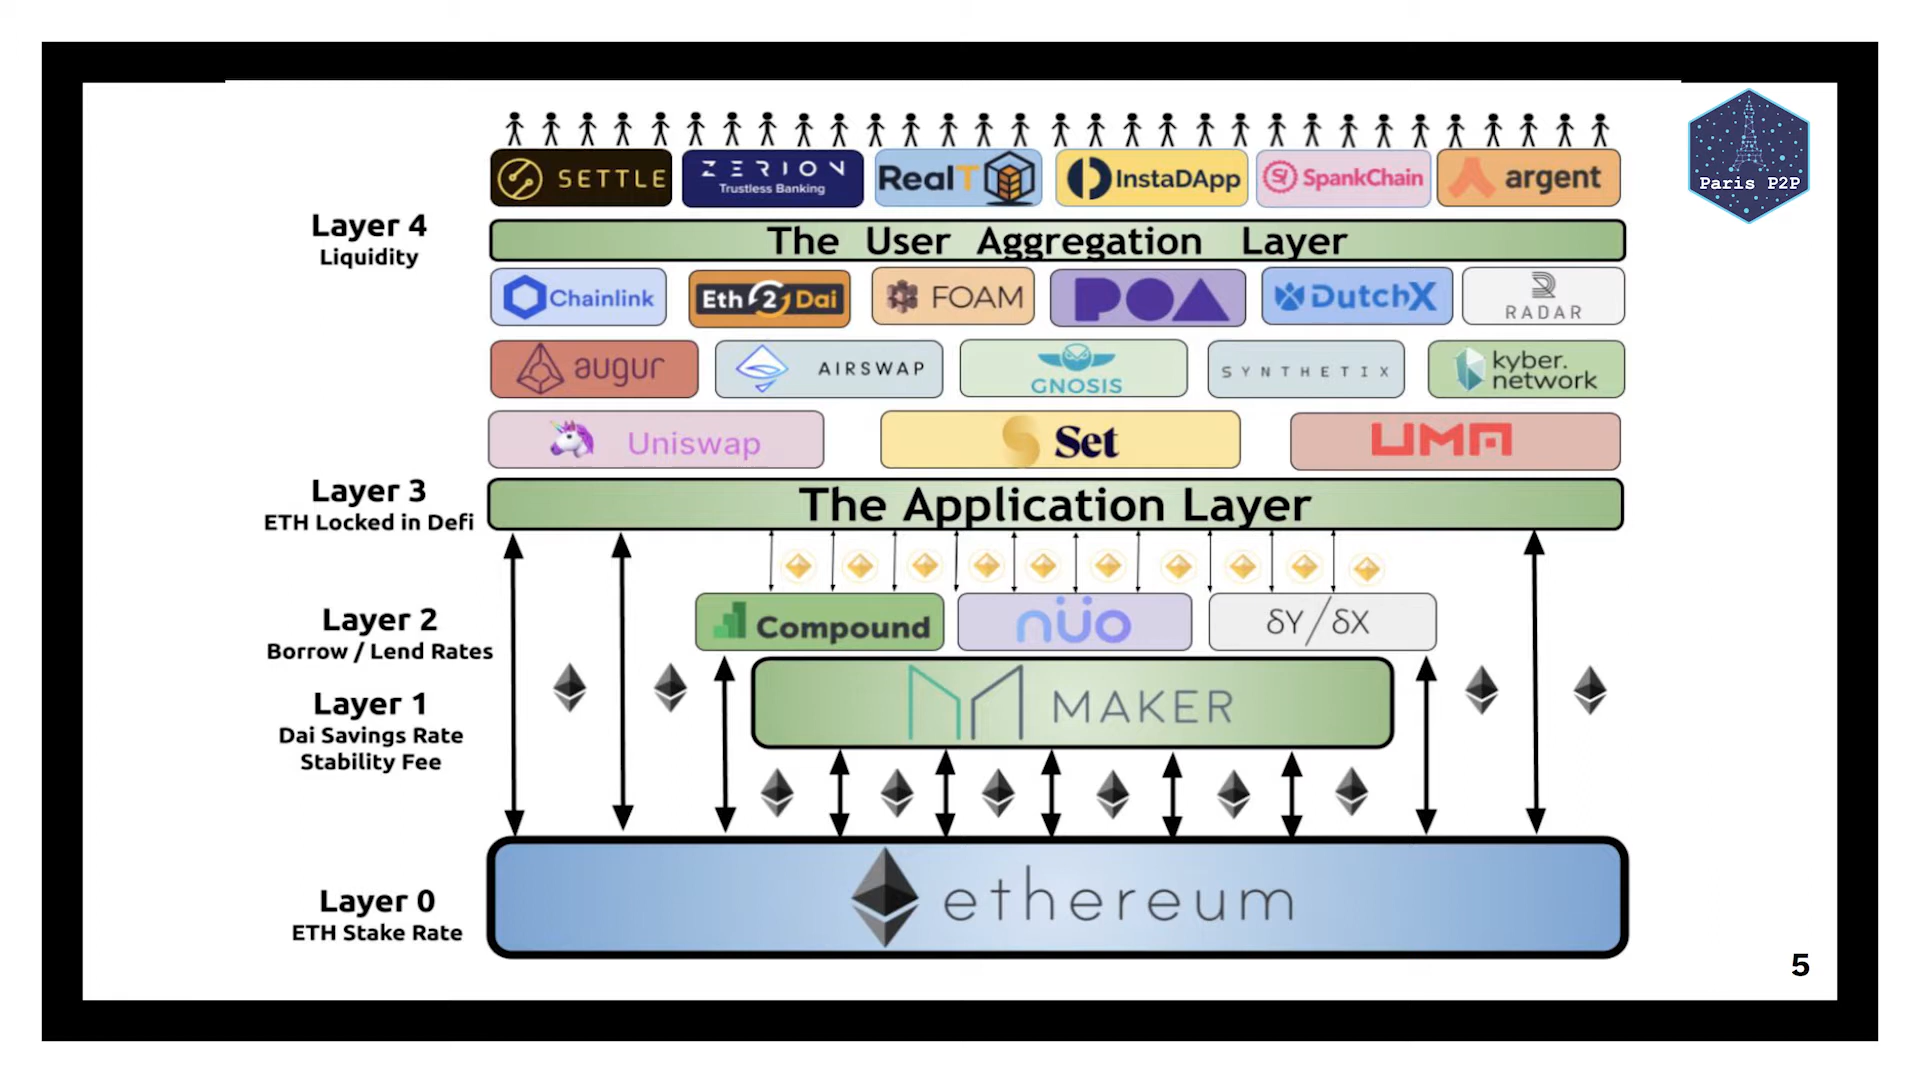 SETTLE
ZERION
Trustless Banking
RealT
InstaDApp
SpankChain
argent
Paris P2P
Layer 4
Liquidity
The User Aggregation Layer
Chainlink
Eth2Dai
FOAM
POA
DutchX
RADAR
augur
AIRSWAP
GNOSIS
SYNTHETIX
kyber.
network
Uniswap
Set
UMA
Layer 3
ETH Locked in Defi
The Application Layer
Layer 2
Borrow / Lend Rates
Compound
nüo
δY/δX
Layer 1
Dai Savings Rate
Stability Fee
MAKER
Layer 0
ETH Stake Rate
ethereum
5